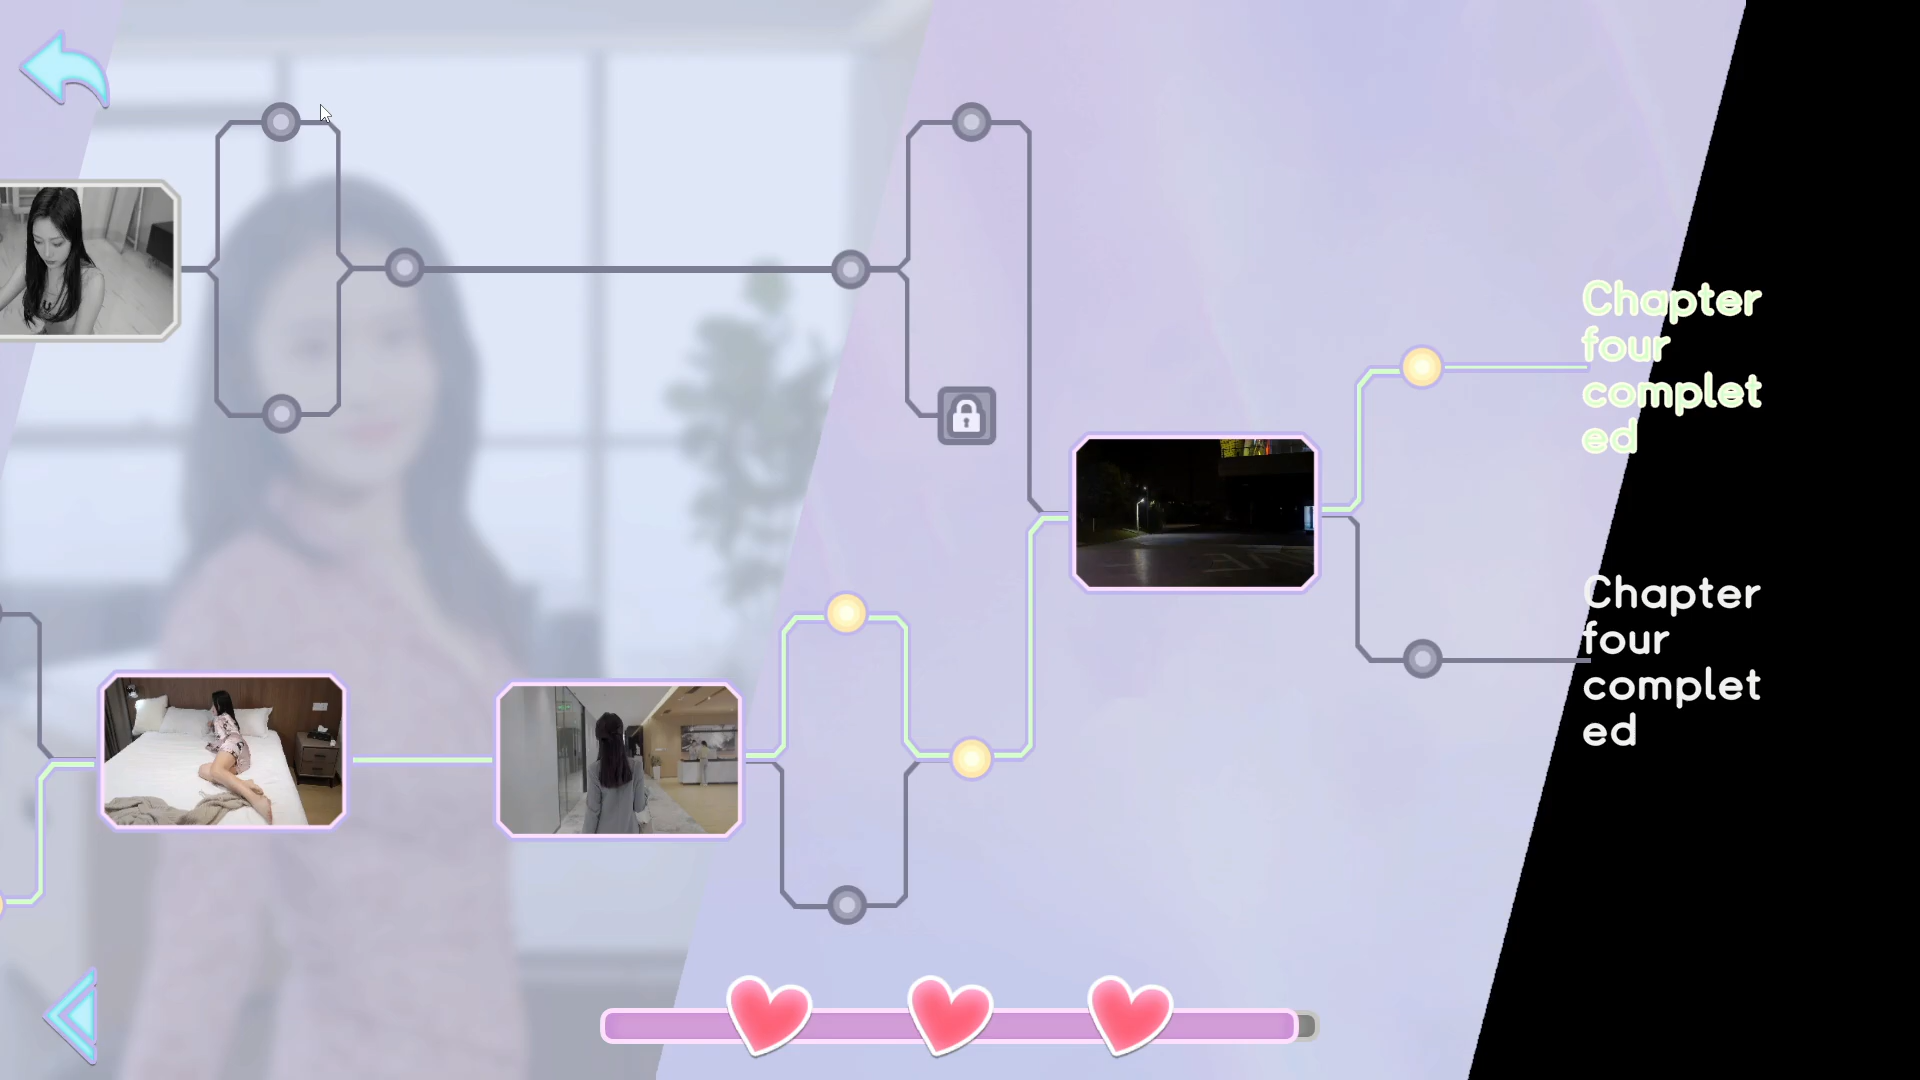 Chapter
four
complet
ed
Chapter
four
complet
ed